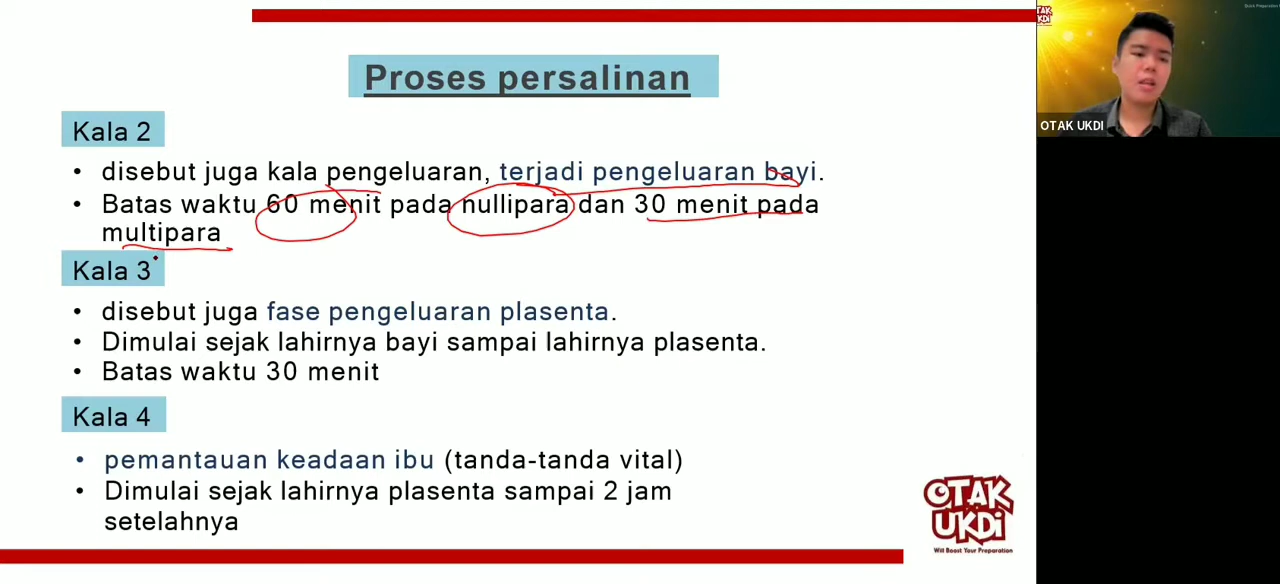 Proses persalinan
Kala 2
• disebut juga kala pengeluaran, terjadi pengeluaran bayi.
• Batas waktu 60 menit pada nullipara dan 30 menit pada
multipara
Kala 3
• disebut juga fase pengeluaran plasenta.
• Dimulai sejak lahirnya bayi sampai lahirnya plasenta.
• Batas waktu 30 menit
Kala 4
• pemantauan keadaan ibu (tanda-tanda vital)
• Dimulai sejak lahirnya plasenta sampai 2 jam
setelahnya
OTAK UKDI
OTAK
UKDi
Will Boost Your Preparation